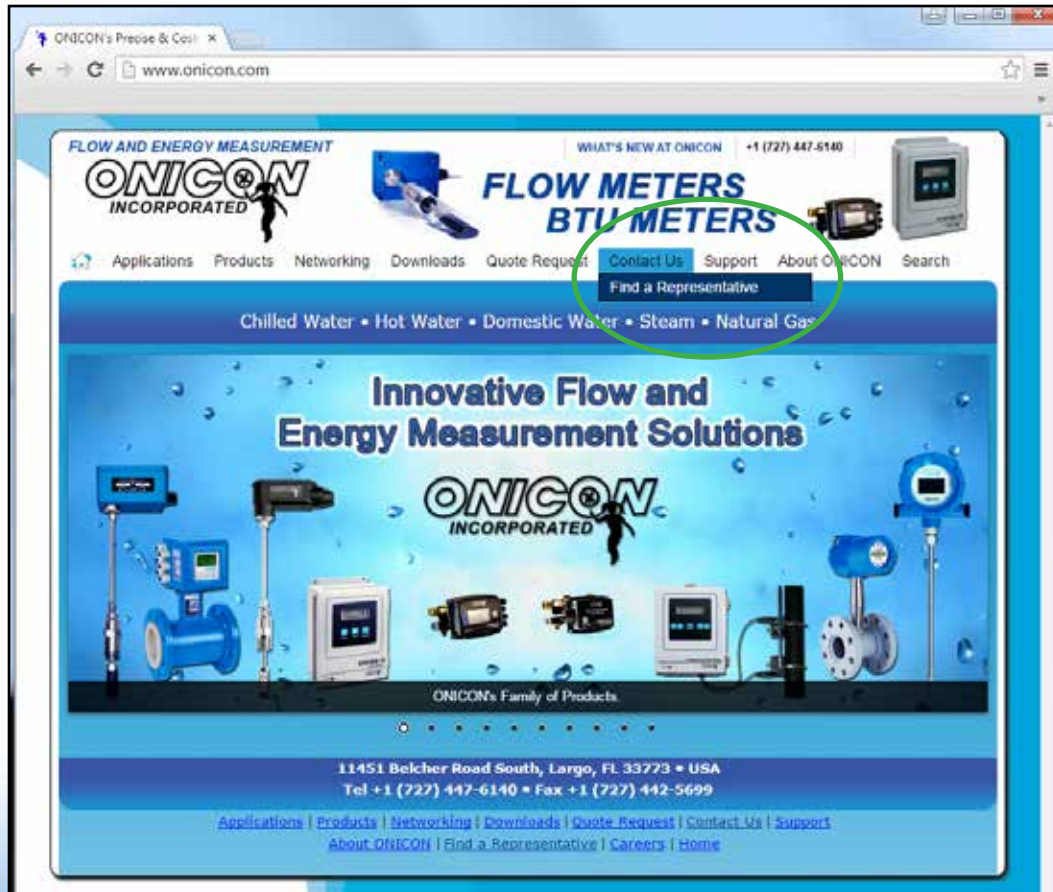 ONICON's Precise & Cost
www.onicon.com
FLOW AND ENERGY MEASUREMENT
ONICON
INCORPORATED
WHAT'S NEW AT ONICON
+1 (727) 447-6140
FLOW METERS
BTU METERS
Applications Products Networking Downloads Quote Request Contact Us Support About ONICON Search
Find a Representative
Chilled Water • Hot Water • Domestic Water • Steam • Natural Gas
Innovative Flow and
Energy Measurement Solutions
ONICON
INCORPORATED
ONICON's Family of Products
11451 Belcher Road South, Largo, FL 33773 • USA
Tel +1 (727) 447-6140 • Fax +1 (727) 442-5699
Applications | Products | Networking | Downloads | Quote Request | Contact Us | Support
About ONICON | Find a Representative | Careers | Home